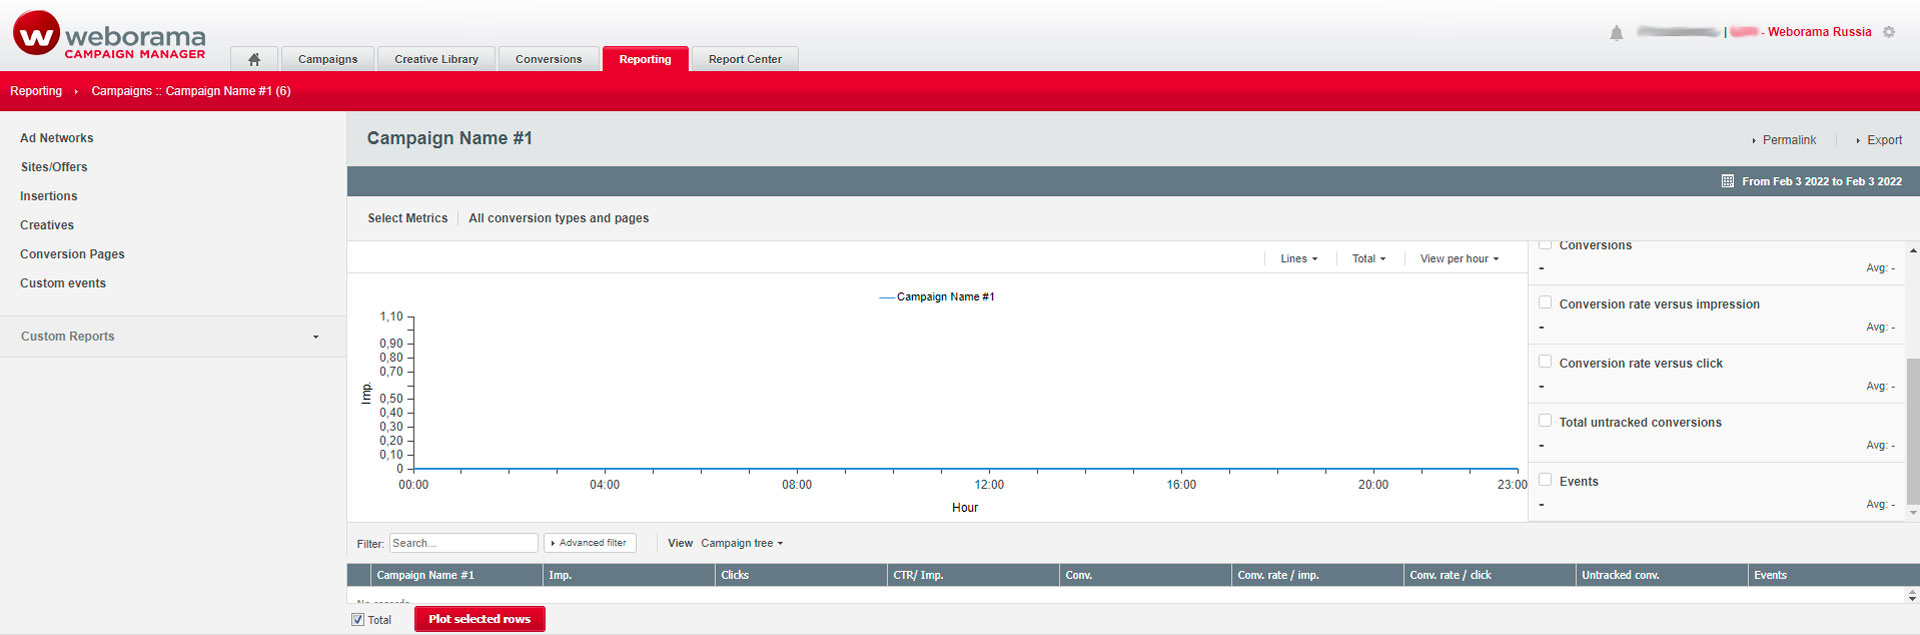 weborama
CAMPAIGN MANAGER
Campaigns
Creative Library
Conversions
Reporting
Report Center
| - Weborama Russia
Reporting › Campaigns :: Campaign Name #1 (6)
Ad Networks
Sites/Offers
Insertions
Creatives
Conversion Pages
Custom events
Custom Reports
Campaign Name #1
Permalink
Export
From Feb 3 2022 to Feb 3 2022
Select Metrics
All conversion types and pages
Lines
Total
View per hour
Campaign Name #1
1,10
0,90
0,80
0,70
0,50
0,40
0,30
0,20
0,10
0
Imp.
00:00 04:00 08:00 12:00 16:00 20:00 23:00
Hour
Conversions
- Avg: -
Conversion rate versus impression
- Avg: -
Conversion rate versus click
- Avg: -
Total untracked conversions
- Avg: -
Events
- Avg: -
Filter: Search... Advanced filter View Campaign tree
Campaign Name #1 Imp. Clicks CTR/ Imp. Conv. Conv. rate / imp. Conv. rate / click Untracked conv. Events
No records
Total Plot selected rows